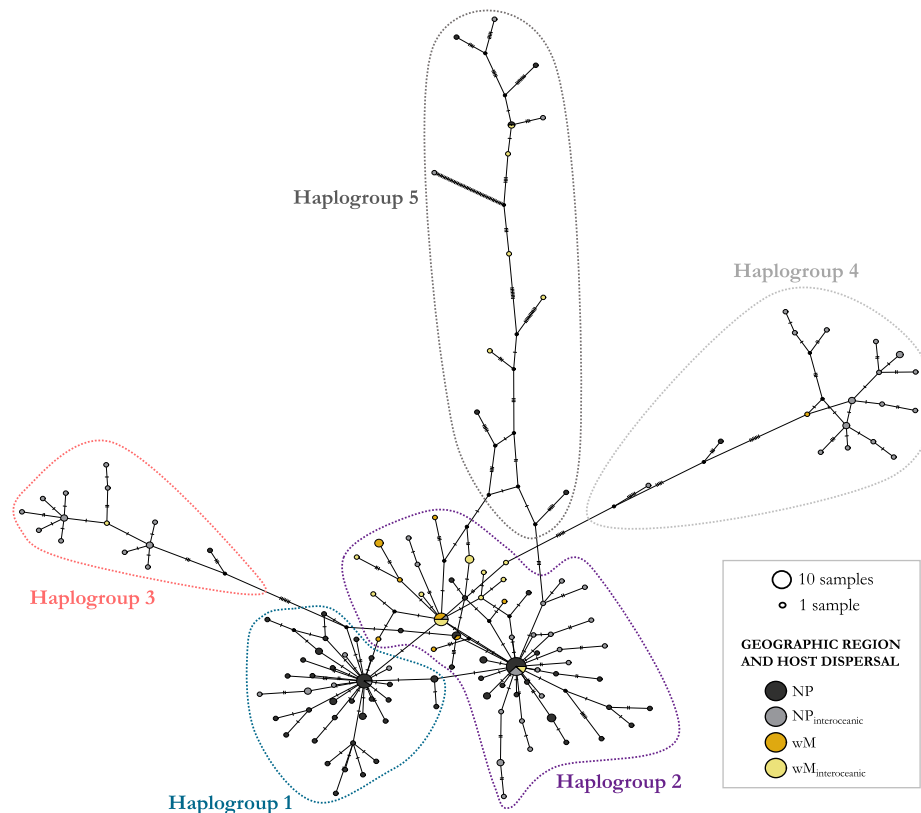 Haplogroup 5
Haplogroup 4
Haplogroup 3
Haplogroup 1
Haplogroup 2
10 samples
1 sample
GEOGRAPHIC REGION
AND HOST DISPERSAL
NP
NPinteroceanic
wM
wMinteroceanic